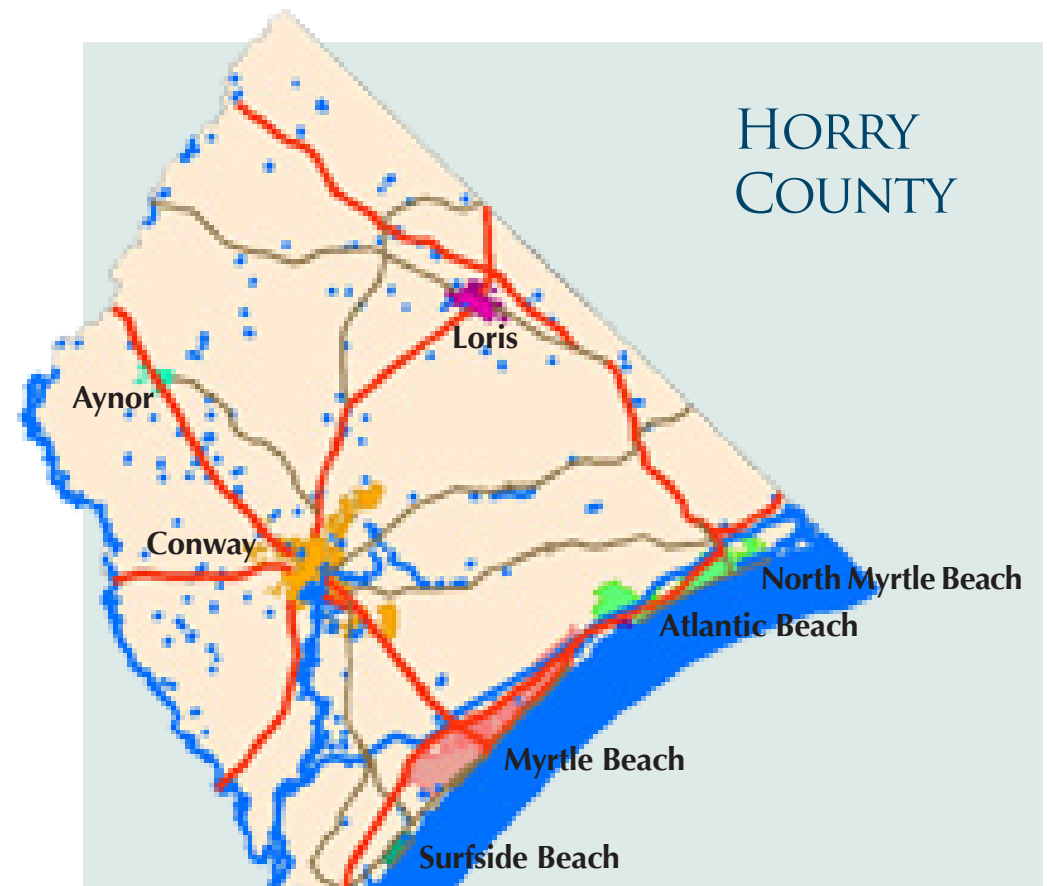 HORRY
COUNTY
Loris
Aynor
Conway
North Myrtle Beach
Atlantic Beach
Myrtle Beach
Surfside Beach